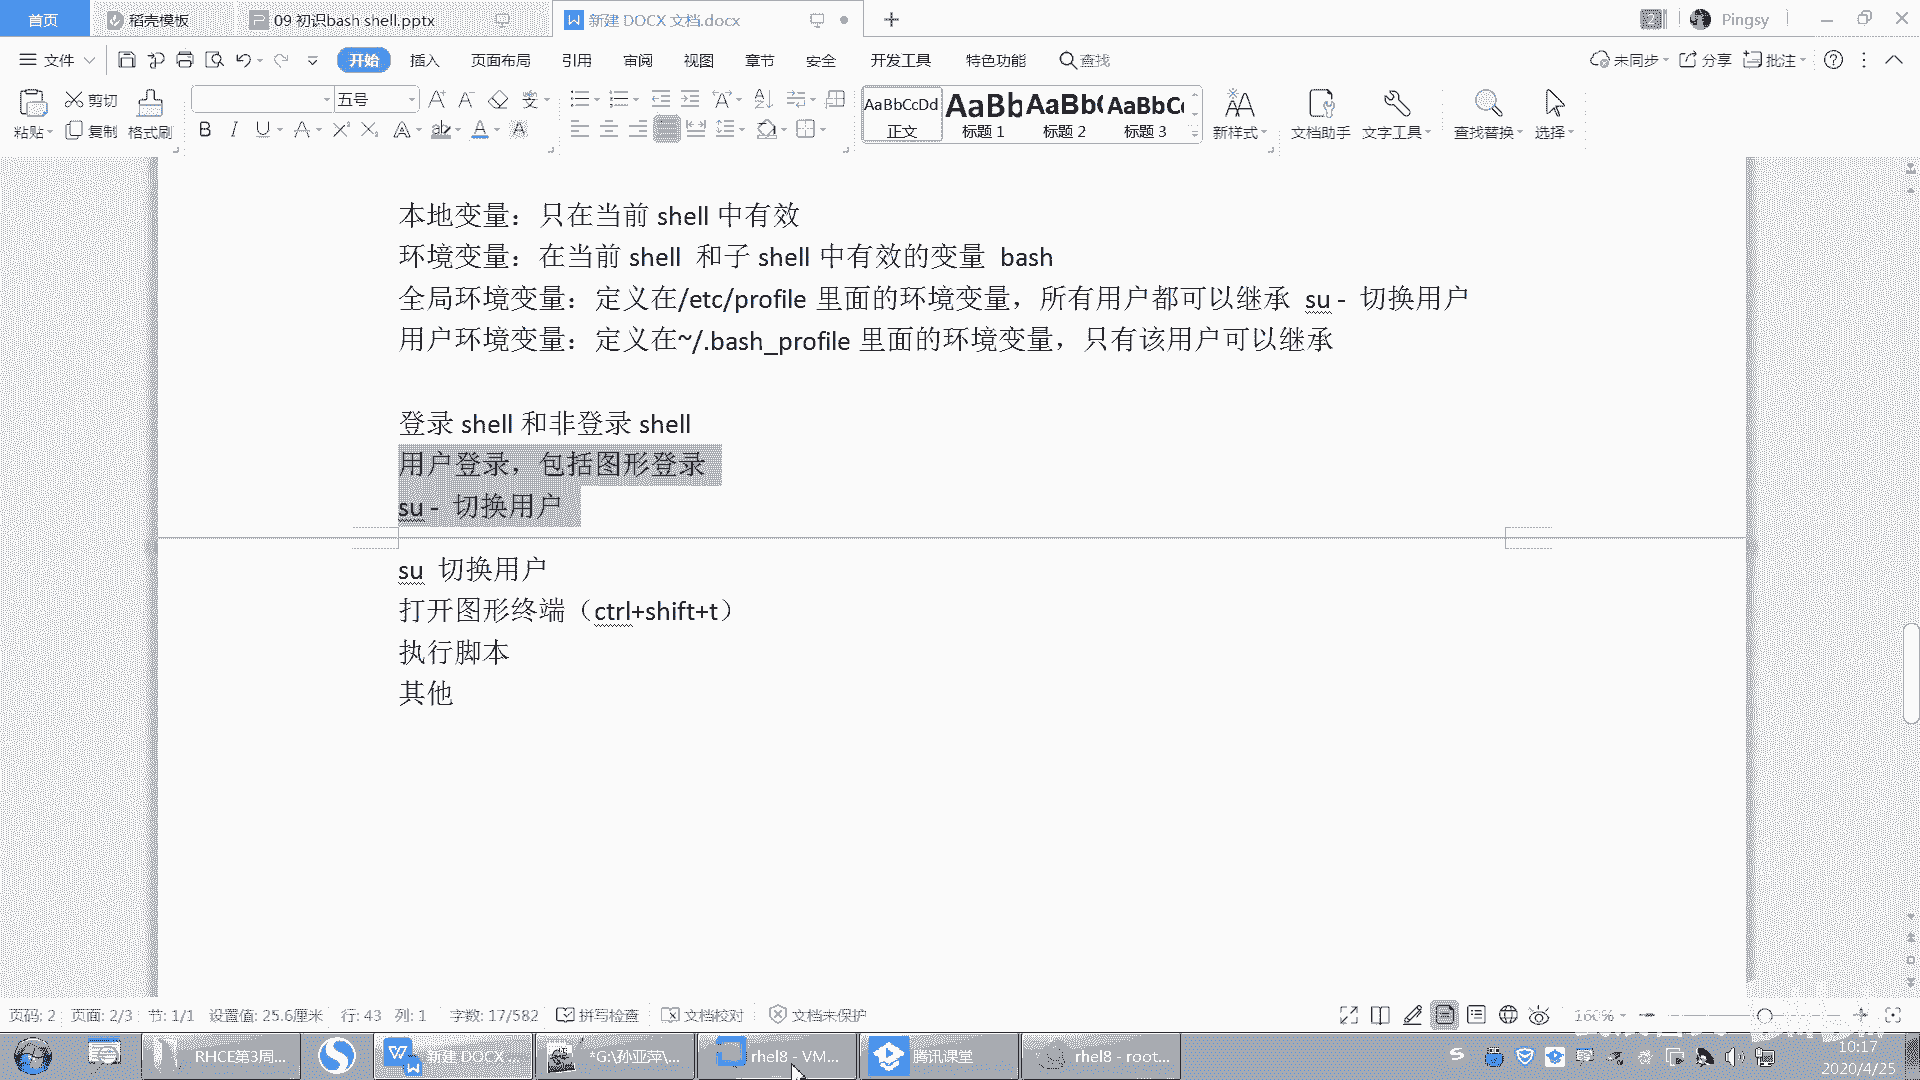 首页 稻壳模板 09 初识bash shell.pptx 新建 DOCX 文档.docx Pingsy
文件 开始 插入 页面布局 引用 审阅 视图 章节 安全 开发工具 特色功能 查找 未同步 分享 批注
粘贴 剪切 复制 格式刷 五号 AaBbCcDd 正文 AaBb 标题 1 AaBb( 标题 2 AaBbC 标题 3 新样式 文档助手 文字工具 查找替换 选择
本地变量：只在当前 shell 中有效
环境变量：在当前 shell 和子 shell 中有效的变量 bash
全局环境变量：定义在/etc/profile 里面的环境变量，所有用户都可以继承 su - 切换用户
用户环境变量：定义在~/.bash_profile 里面的环境变量，只有该用户可以继承
登录 shell 和非登录 shell
用户登录，包括图形登录
su - 切换用户
su 切换用户
打开图形终端（ctrl+shift+t）
执行脚本
其他
页码: 2 页面: 2/3 节: 1/1 设置值: 25.6厘米 行: 43 列: 1 字数: 17/582 拼写检查 文档校对 文档未保护 160%
RHCE第3周... 新建 DOCX ... *G:\孙亚萍\... rhel8 - VM... 腾讯课堂 rhel8 - root... 10:17
2020/4/25